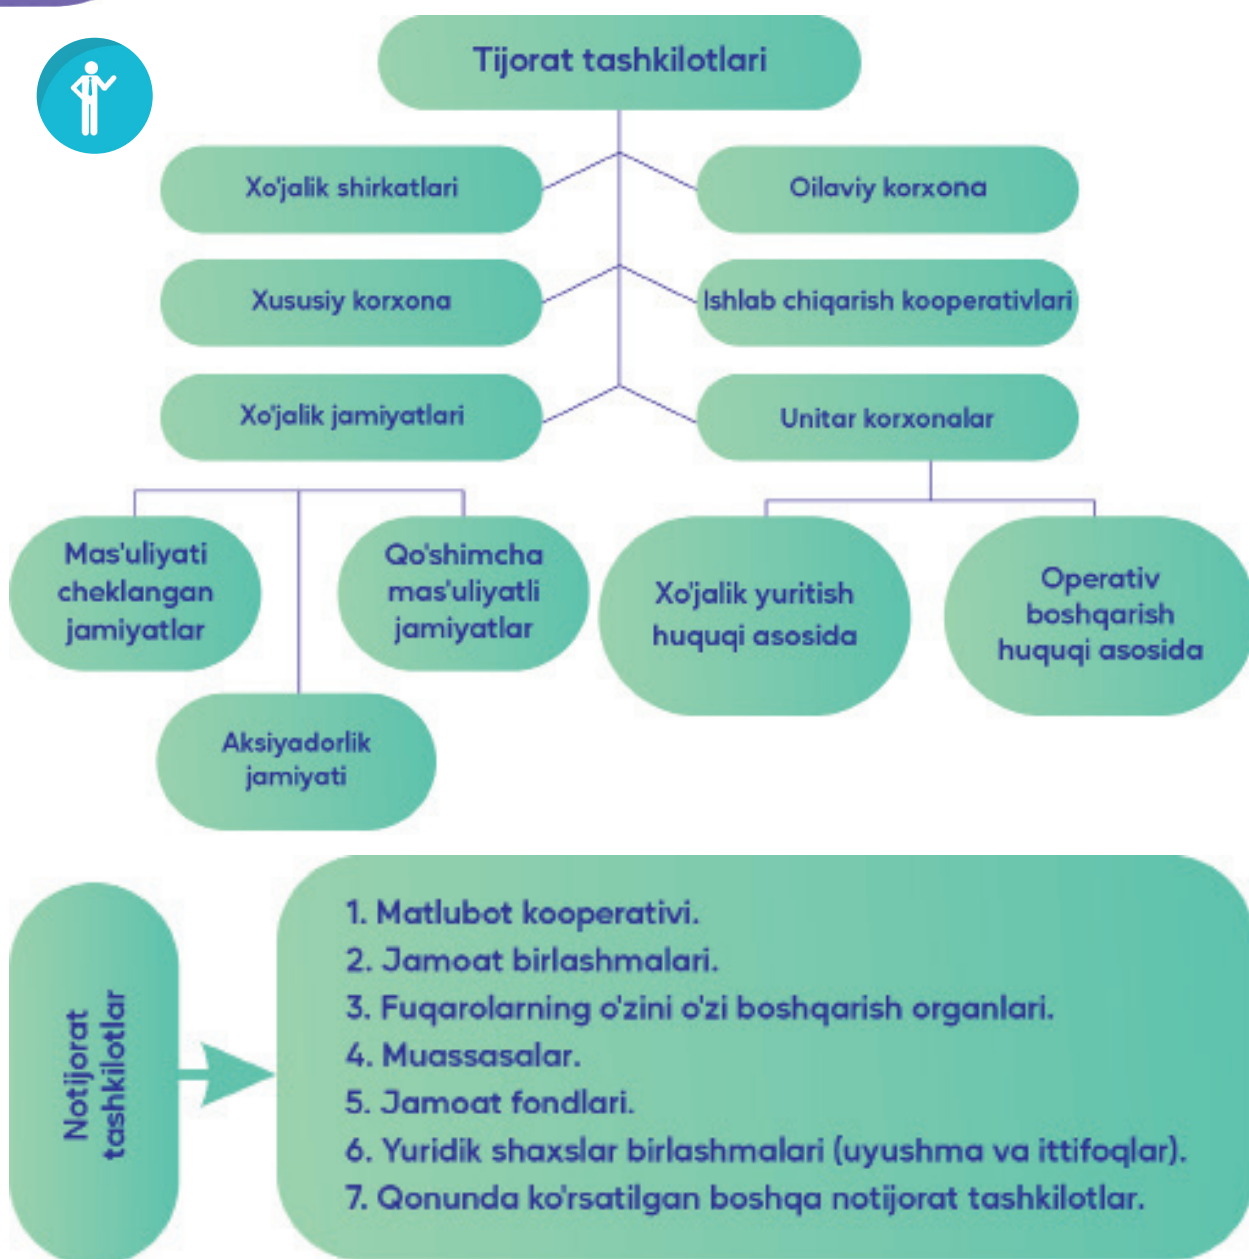 Tijorat tashkilotlari
Xo'jalik shirkatlari
Oilaviy korxona
Xususiy korxona
Ishlab chiqarish kooperativlari
Xo'jalik jamiyatlari
Unitar korxonalar
Mas'uliyati
cheklangan
jamiyatlar
Qo'shimcha
mas'uliyatli
jamiyatlar
Xo'jalik yuritish
huquqi asosida
Operativ
boshqarish
huquqi asosida
Aksiyadorlik
jamiyati
Notijorat
tashkilotlar
1. Matlubot kooperativi.
2. Jamoat birlashmalari.
3. Fuqarolarning o'zini o'zi boshqarish organlari.
4. Muassasalar.
5. Jamoat fondlari.
6. Yuridik shaxslar birlashmalari (uyushma va ittifoqlar).
7. Qonunda ko'rsatilgan boshqa notijorat tashkilotlar.